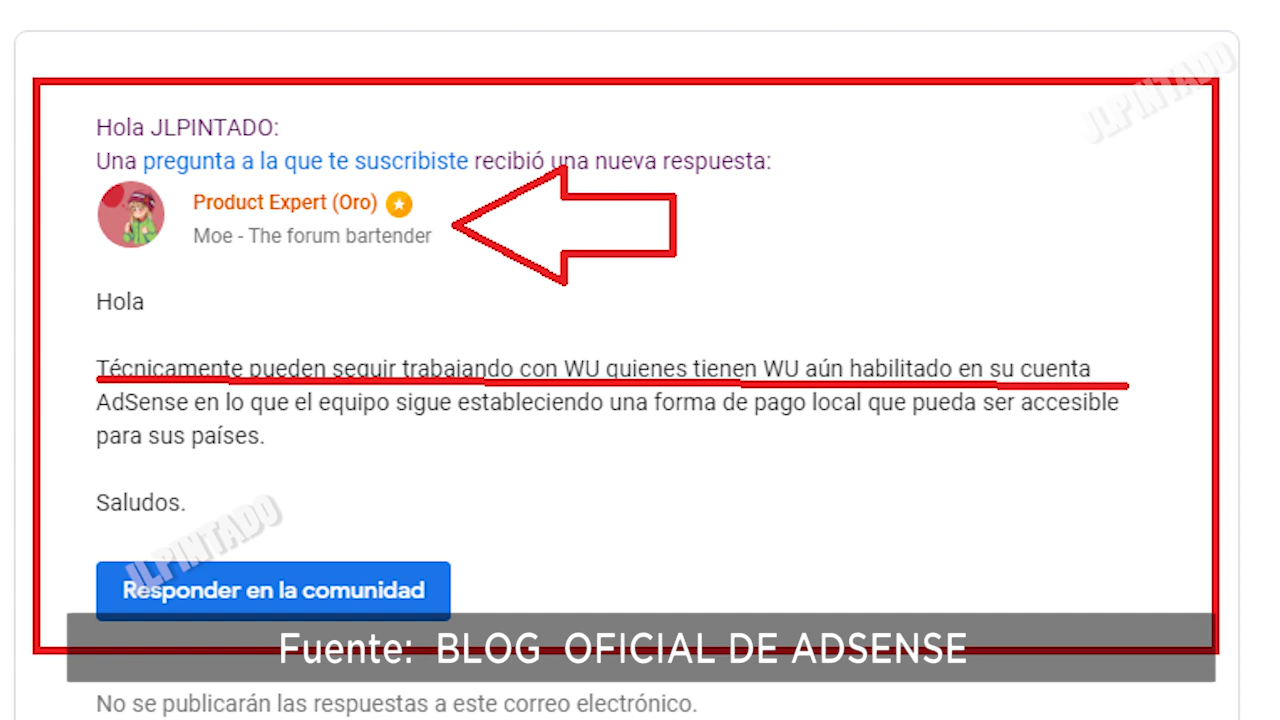 JLPINTADO
Hola JLPINTADO:
Una pregunta a la que te suscribiste recibió una nueva respuesta:
Product Expert (Oro)
Moe - The forum bartender
Hola
Técnicamente pueden seguir trabajando con WU quienes tienen WU aún habilitado en su cuenta
AdSense en lo que el equipo sigue estableciendo una forma de pago local que pueda ser accesible
para sus países.
Saludos.
JLPINTADO
Responder en la comunidad
Fuente: BLOG OFICIAL DE ADSENSE
No se publicarán las respuestas a este correo electrónico.